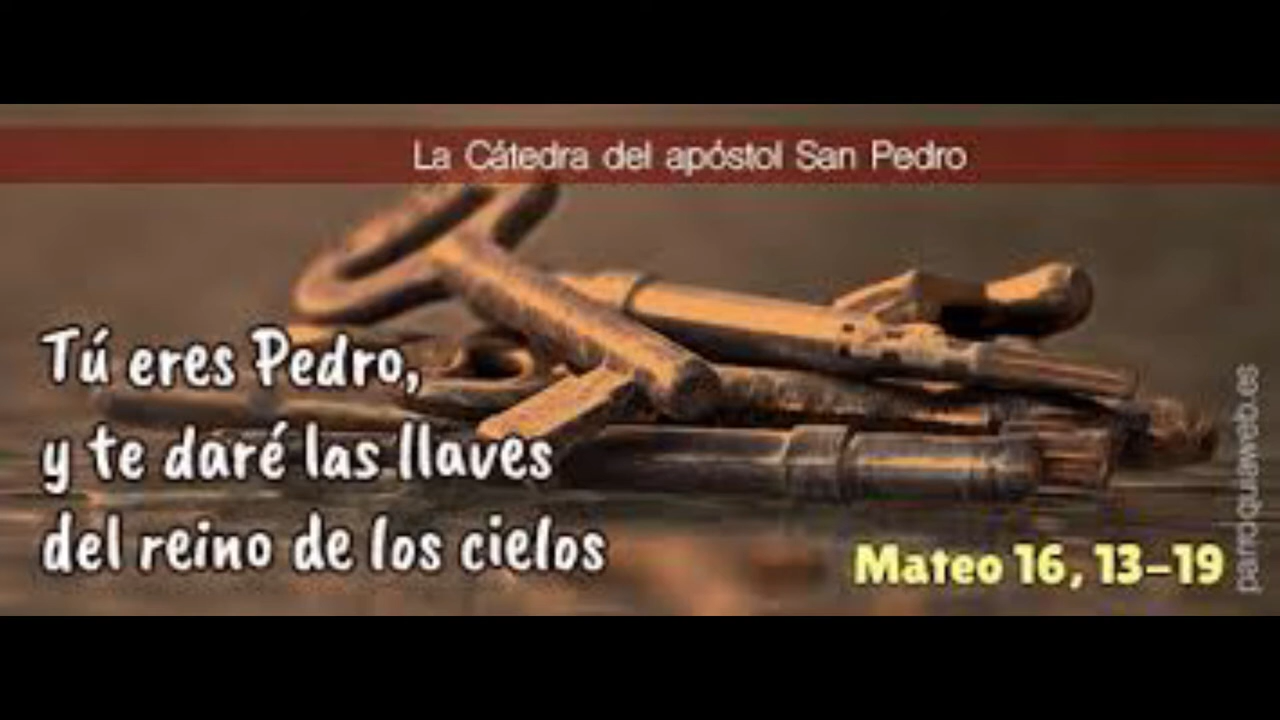 La Cátedra del apóstol San Pedro
Tú eres Pedro,
y te daré las llaves
del reino de los cielos
Mateo 16, 13-19
parroquiaweb.es